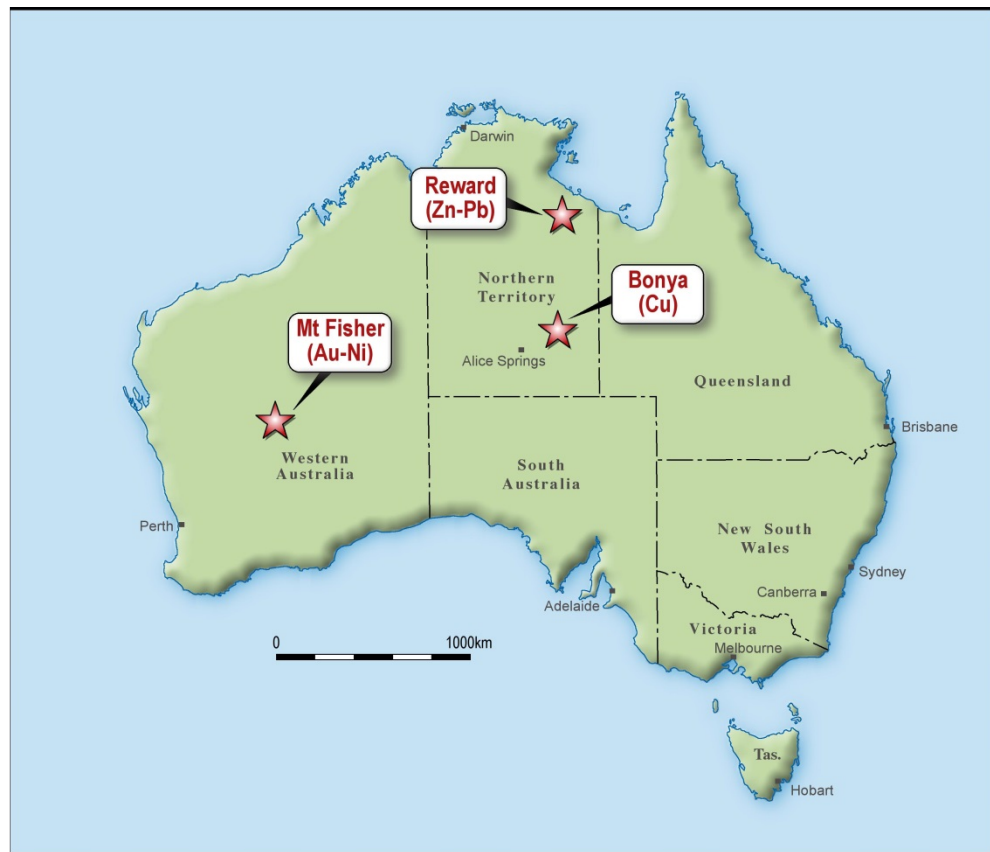 Darwin
Reward
(Zn-Pb)
Northern
Territory
Bonya
(Cu)
Mt Fisher
(Au-Ni)
Alice Springs
Queensland
Brisbane
Western
Australia
South
Australia
Perth
New South
Wales
Sydney
Canberra
Adelaide
Victoria
Melbourne
0 1000km
Tas.
Hobart